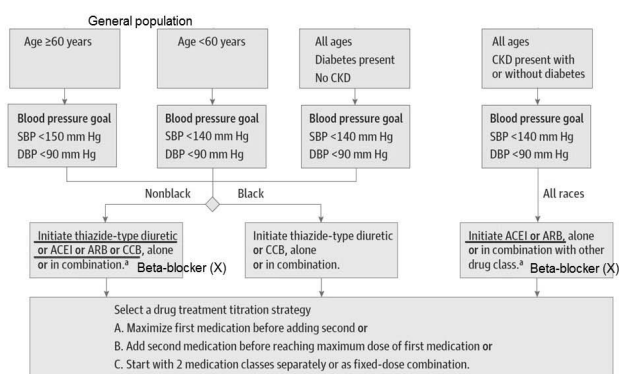 General population
Age ≥60 years
Age <60 years
All ages
Diabetes present
No CKD
All ages
CKD present with
or without diabetes
Blood pressure goal
SBP <150 mm Hg
DBP <90 mm Hg
Blood pressure goal
SBP <140 mm Hg
DBP <90 mm Hg
Blood pressure goal
SBP <140 mm Hg
DBP <90 mm Hg
Blood pressure goal
SBP <140 mm Hg
DBP <90 mm Hg
Nonblack
Black
All races
Initiate thiazide-type diuretic
or ACEI or ARB or CCB, alone
or in combination.a
Beta-blocker (X)
Initiate thiazide-type diuretic
or CCB, alone
or in combination.
Initiate ACEI or ARB, alone
or in combination with other
drug class.a
Beta-blocker (X)
Select a drug treatment titration strategy
A. Maximize first medication before adding second or
B. Add second medication before reaching maximum dose of first medication or
C. Start with 2 medication classes separately or as fixed-dose combination.